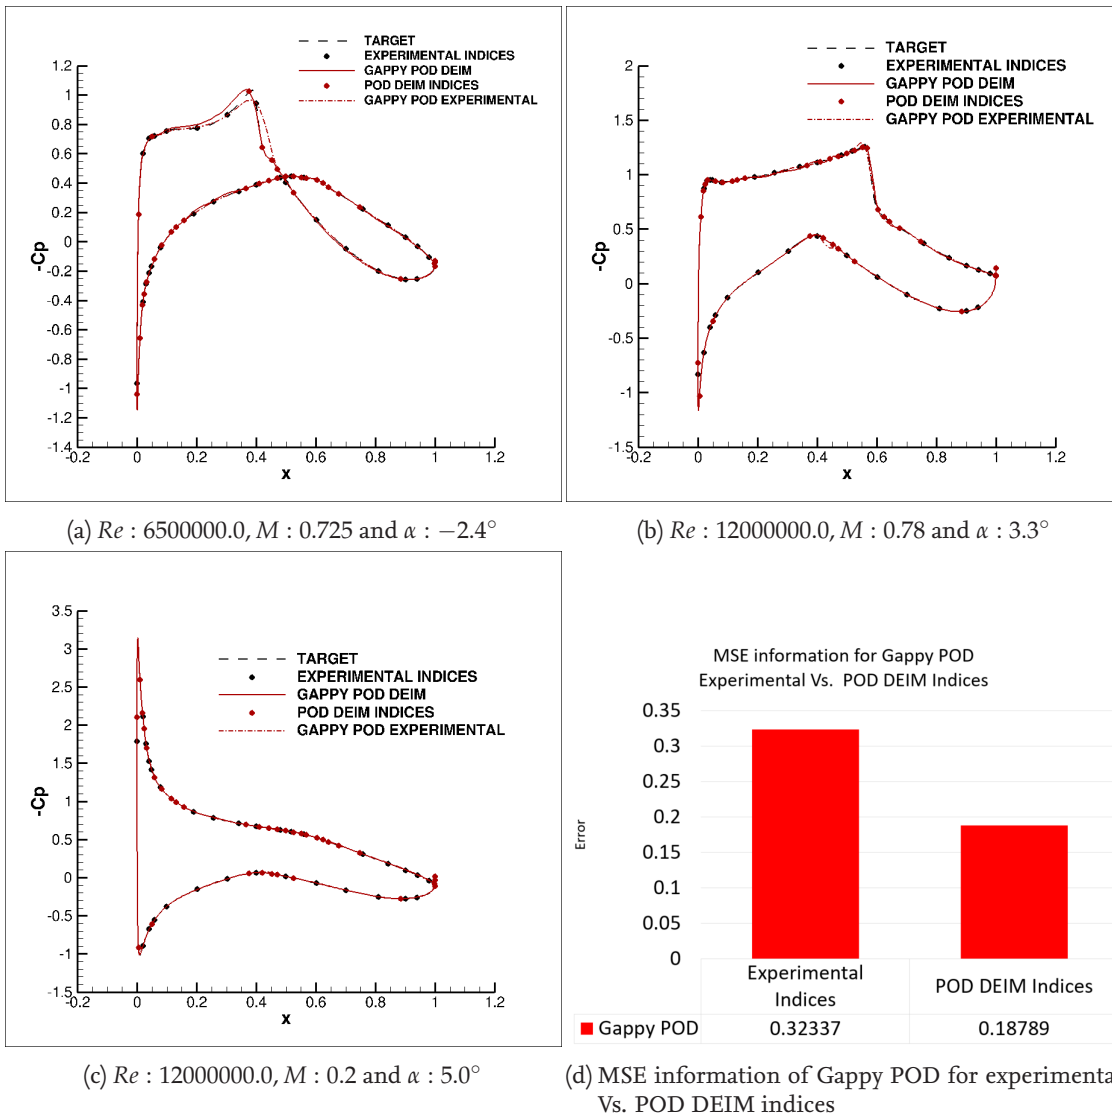 TARGET
EXPERIMENTAL INDICES
GAPPY POD DEIM
POD DEIM INDICES
GAPPY POD EXPERIMENTAL
1.2
1
0.8
0.6
0.4
0.2
0
-0.2
-0.4
-0.6
-0.8
-1
-1.2
-1.4
-Cp
-0.2 0 0.2 0.4 0.6 0.8 1 1.2
x
(a) Re : 6500000.0, M : 0.725 and α : −2.4°
TARGET
EXPERIMENTAL INDICES
GAPPY POD DEIM
POD DEIM INDICES
GAPPY POD EXPERIMENTAL
2
1.5
1
0.5
0
-0.5
-1
-1.5
-Cp
-0.2 0 0.2 0.4 0.6 0.8 1 1.2
x
(b) Re : 12000000.0, M : 0.78 and α : 3.3°
TARGET
EXPERIMENTAL INDICES
GAPPY POD DEIM
POD DEIM INDICES
GAPPY POD EXPERIMENTAL
3.5
3
2.5
2
1.5
1
0.5
0
-0.5
-1
-1.5
-Cp
-0.2 0 0.2 0.4 0.6 0.8 1 1.2
x
(c) Re : 12000000.0, M : 0.2 and α : 5.0°
MSE information for Gappy POD
Experimental Vs. POD DEIM Indices
0.35
0.3
0.25
0.2
0.15
0.1
0.05
0
Error
Experimental
Indices
POD DEIM Indices
Gappy POD 0.32337 0.18789
(d) MSE information of Gappy POD for experimenta
Vs. POD DEIM indices